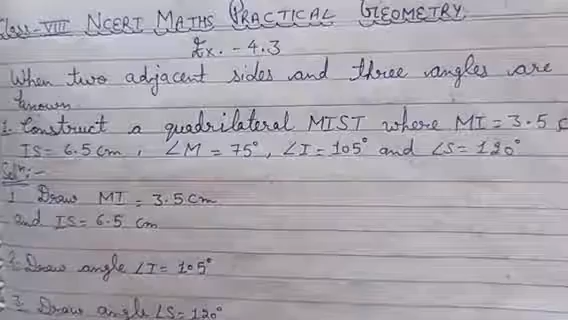 Class-VIII NCERT MATHS PRACTICAL GEOMETRY
Ex. - 4.3
When two adjacent sides and three angles are
known
1. Construct a quadrilateral MIST where MI = 3.5 c
IS = 6.5 cm, ∠M = 75°, ∠I = 105° and ∠S = 120°
Soln:-
1 Draw MI = 3.5 cm
and IS = 6.5 cm
2. Draw angle ∠I = 105°
3. Draw angle ∠S = 120°